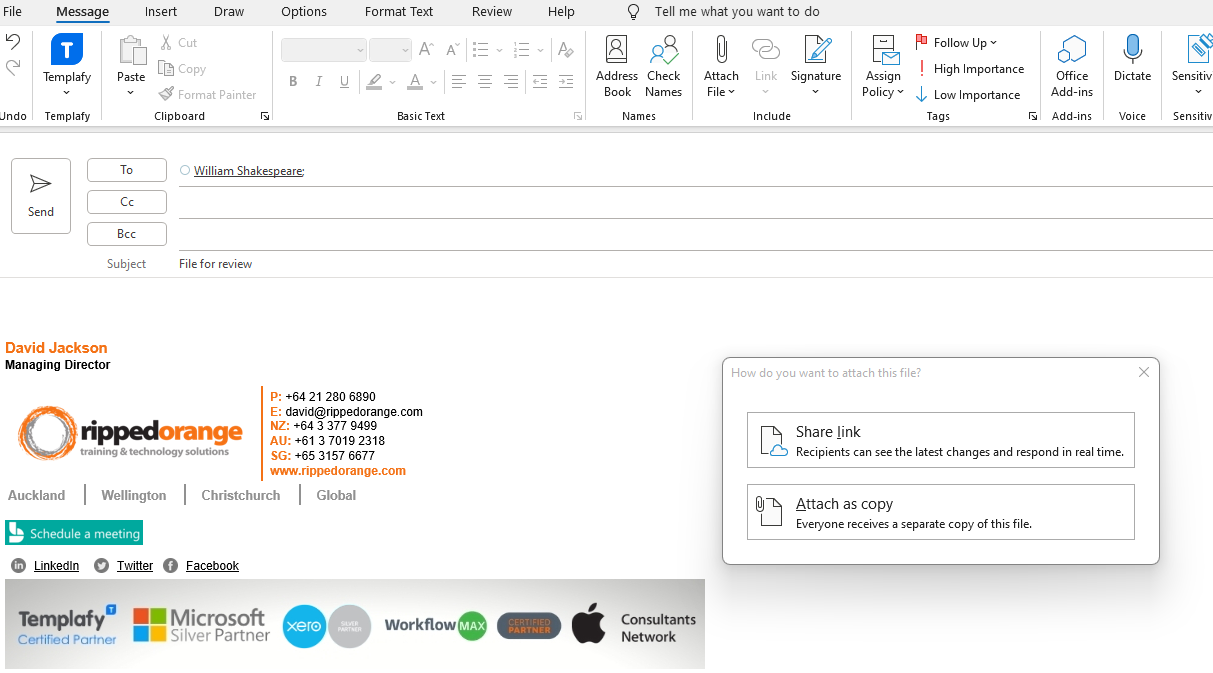 File Message Insert Draw Options Format Text Review Help Tell me what you want to do
Undo
Templafy
Templafy
Paste
Cut
Copy
Format Painter
Clipboard
B I U
A
Basic Text
Address Book
Check Names
Names
Attach File
Link
Signature
Include
Assign Policy
Follow Up
High Importance
Low Importance
Tags
Office Add-ins
Add-ins
Dictate
Voice
Sensitiv
Sensitiv
Send
To William Shakespeare;
Cc
Bcc
Subject File for review
David Jackson
Managing Director
rippedorange
training & technology solutions
P: +64 21 280 6890
E: david@rippedorange.com
NZ: +64 3 377 9499
AU: +61 3 7019 2318
SG: +65 3157 6677
www.rippedorange.com
Auckland Wellington Christchurch Global
Schedule a meeting
LinkedIn Twitter Facebook
Templafy
Certified Partner
Microsoft
Silver Partner
xero
SILVER
PARTNER
WorkflowMAX
CERTIFIED
PARTNER
Consultants
Network
How do you want to attach this file?
Share link
Recipients can see the latest changes and respond in real time.
Attach as copy
Everyone receives a separate copy of this file.